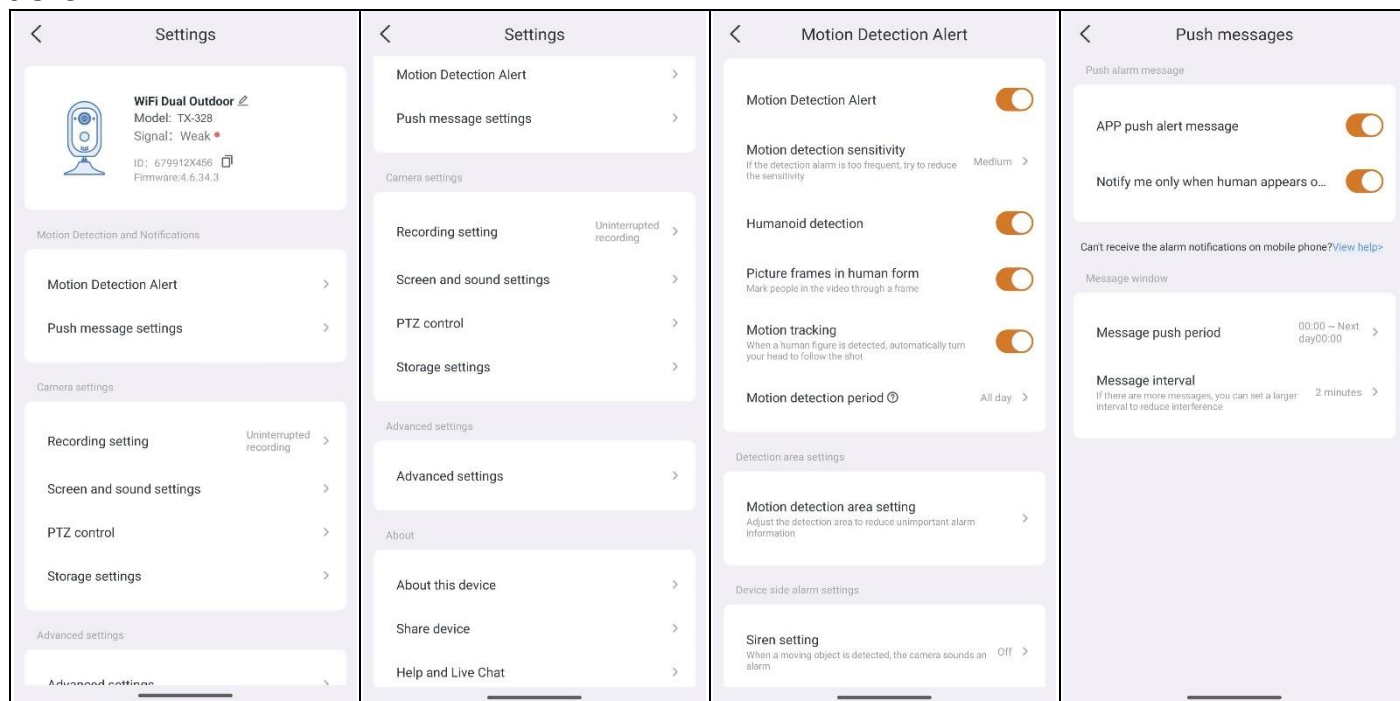 Settings
WiFi Dual Outdoor
Model: TX-328
Signal: Weak
ID: 679912X456
Firmware:4.6.34.3
Motion Detection and Notifications
Motion Detection Alert
Push message settings
Camera settings
Recording setting
Uninterrupted
recording
Screen and sound settings
PTZ control
Storage settings
Advanced settings
Advanced settings
Settings
Motion Detection Alert
Push message settings
Camera settings
Recording setting
Uninterrupted
recording
Screen and sound settings
PTZ control
Storage settings
Advanced settings
Advanced settings
About
About this device
Share device
Help and Live Chat
Motion Detection Alert
Motion Detection Alert
Motion detection sensitivity
If the detection alarm is too frequent, try to reduce
the sensitivity
Medium
Humanoid detection
Picture frames in human form
Mark people in the video through a frame
Motion tracking
When a human figure is detected, automatically turn
your head to follow the shot
Motion detection period
All day
Detection area settings
Motion detection area setting
Adjust the detection area to reduce unimportant alarm
information
Device side alarm settings
Siren setting
When a moving object is detected, the camera sounds an
alarm
Off
Push messages
Push alarm message
APP push alert message
Notify me only when human appears o...
Can't receive the alarm notifications on mobile phone?View help>
Message window
Message push period
00:00 ~ Next
day00:00
Message interval
If there are more messages, you can set a larger
interval to reduce interference
2 minutes